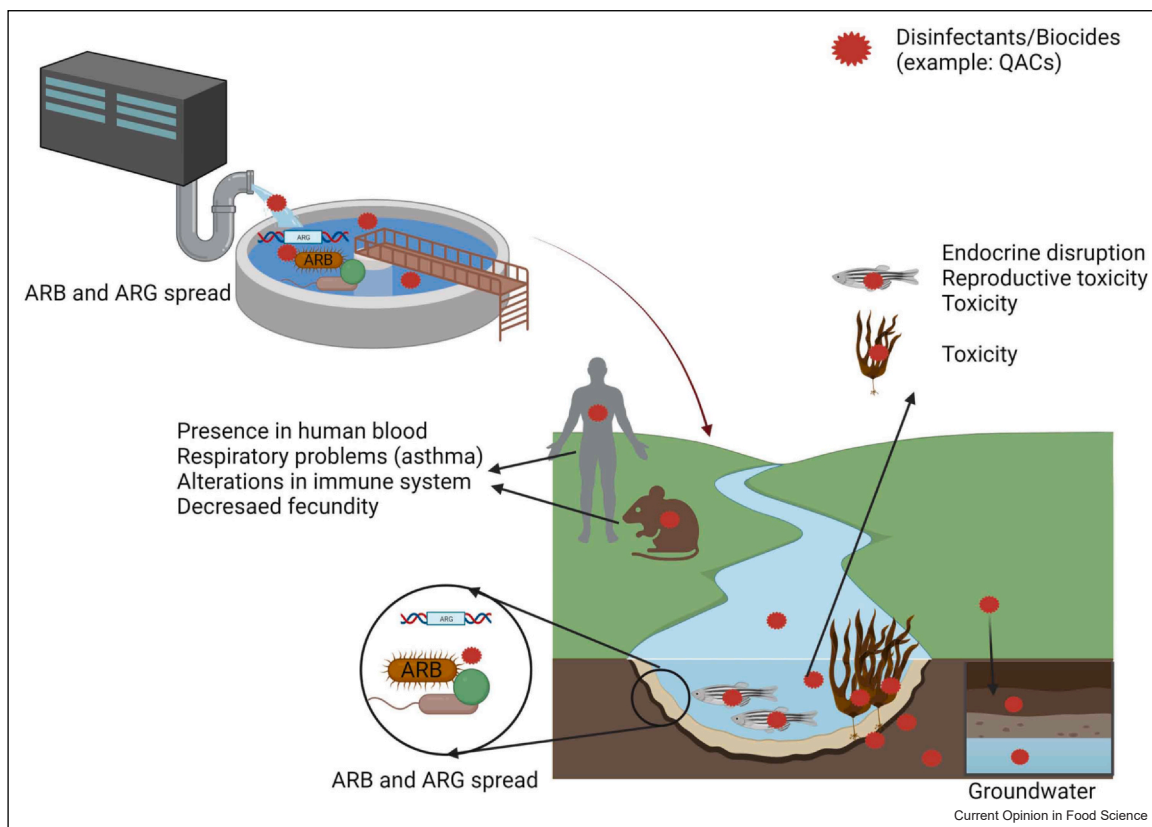 Disinfectants/Biocides
(example: QACs)
ARG
ARB
ARB and ARG spread
Endocrine disruption
Reproductive toxicity
Toxicity
Toxicity
Presence in human blood
Respiratory problems (asthma)
Alterations in immune system
Decresaed fecundity
ARG
ARB
ARB and ARG spread
Groundwater
Current Opinion in Food Science